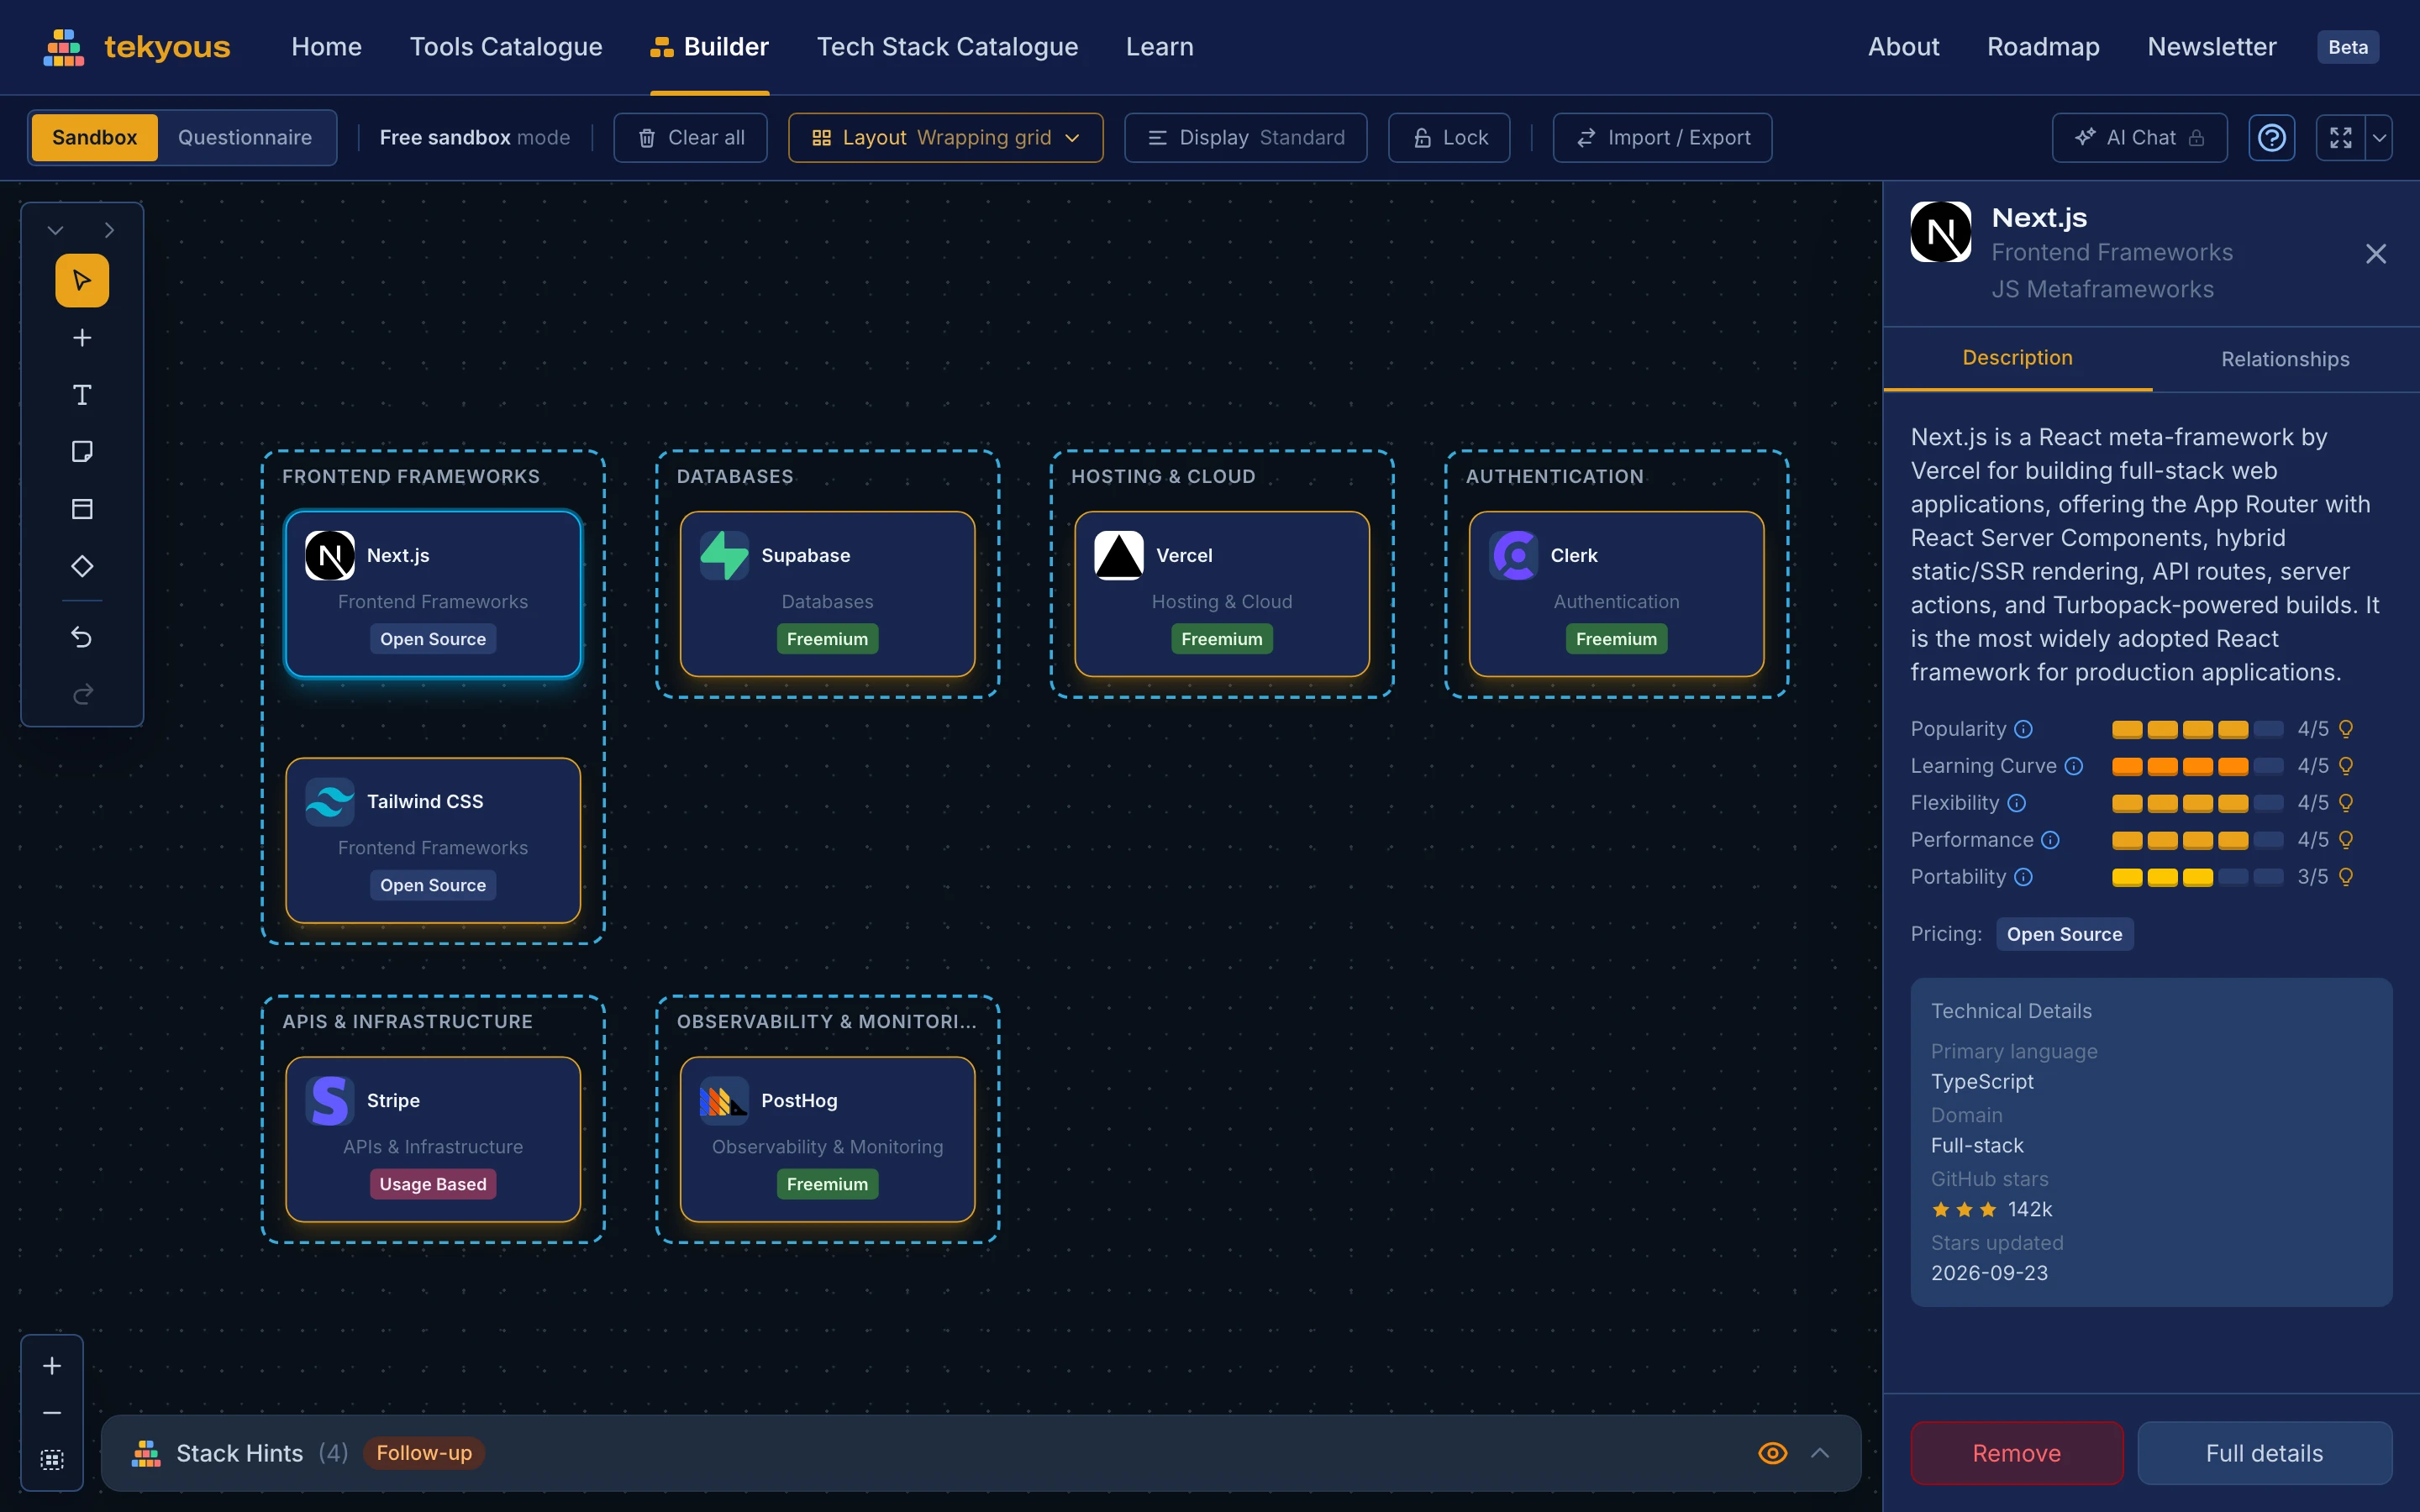 tekyous
Home
Tools Catalogue
Builder
Tech Stack Catalogue
Learn
About
Roadmap
Newsletter
Beta
Sandbox
Questionnaire
Free sandbox mode
Clear all
Layout Wrapping grid
Display Standard
Lock
Import / Export
AI Chat
FRONTEND FRAMEWORKS
Next.js
Frontend Frameworks
Open Source
Tailwind CSS
Frontend Frameworks
Open Source
DATABASES
Supabase
Databases
Freemium
HOSTING & CLOUD
Vercel
Hosting & Cloud
Freemium
AUTHENTICATION
Clerk
Authentication
Freemium
APIS & INFRASTRUCTURE
Stripe
APIs & Infrastructure
Usage Based
OBSERVABILITY & MONITORI...
PostHog
Observability & Monitoring
Freemium
Stack Hints (4) Follow-up
Next.js
Frontend Frameworks
JS Metaframeworks
Description
Relationships
Next.js is a React meta-framework by
Vercel for building full-stack web
applications, offering the App Router with
React Server Components, hybrid
static/SSR rendering, API routes, server
actions, and Turbopack-powered builds. It
is the most widely adopted React
framework for production applications.
Popularity 4/5
Learning Curve 4/5
Flexibility 4/5
Performance 4/5
Portability 3/5
Pricing: Open Source
Technical Details
Primary language
TypeScript
Domain
Full-stack
GitHub stars
142k
Stars updated
2026-09-23
Remove
Full details